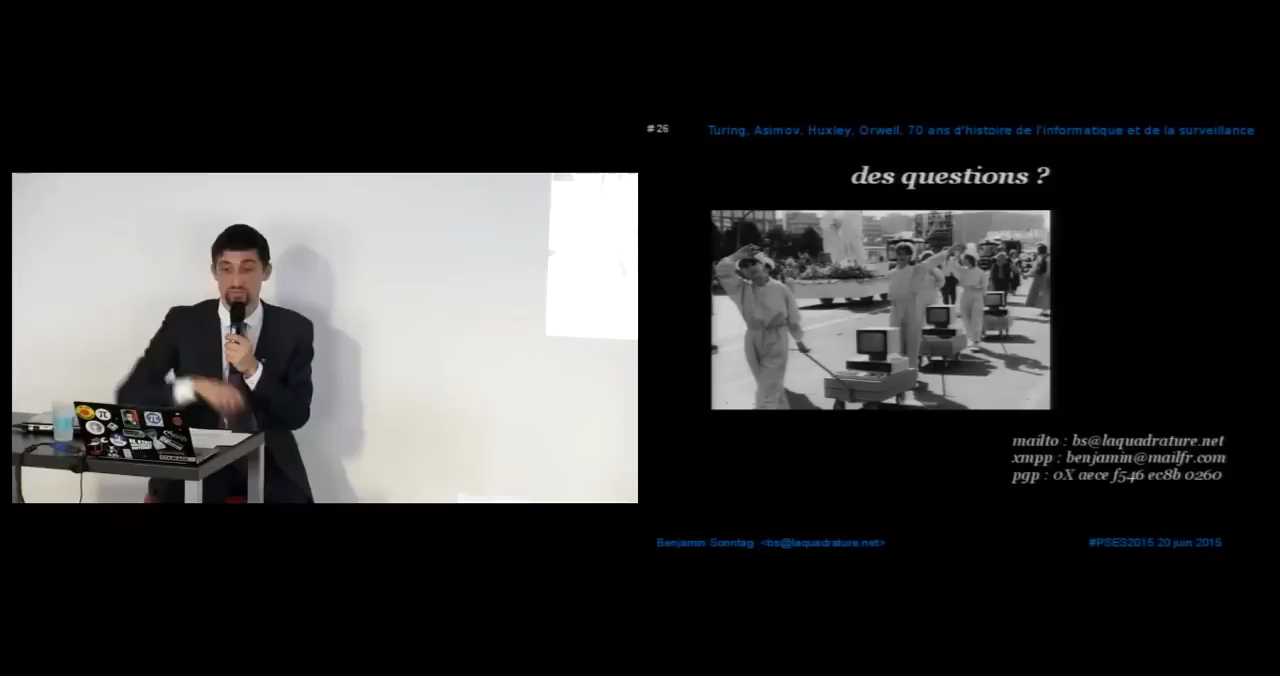 #26
Turing, Asimov, Huxley, Orwell, 70 ans d'histoire de l'informatique et de la surveillance
des questions ?
mailto : bs@laquadrature.net
xmpp : benjamin@mailfr.com
pgp : 0X aece f546 ec8b 0260
Benjamin Sonntag <bs@laquadrature.net>
#PSES2015 20 juin 2015